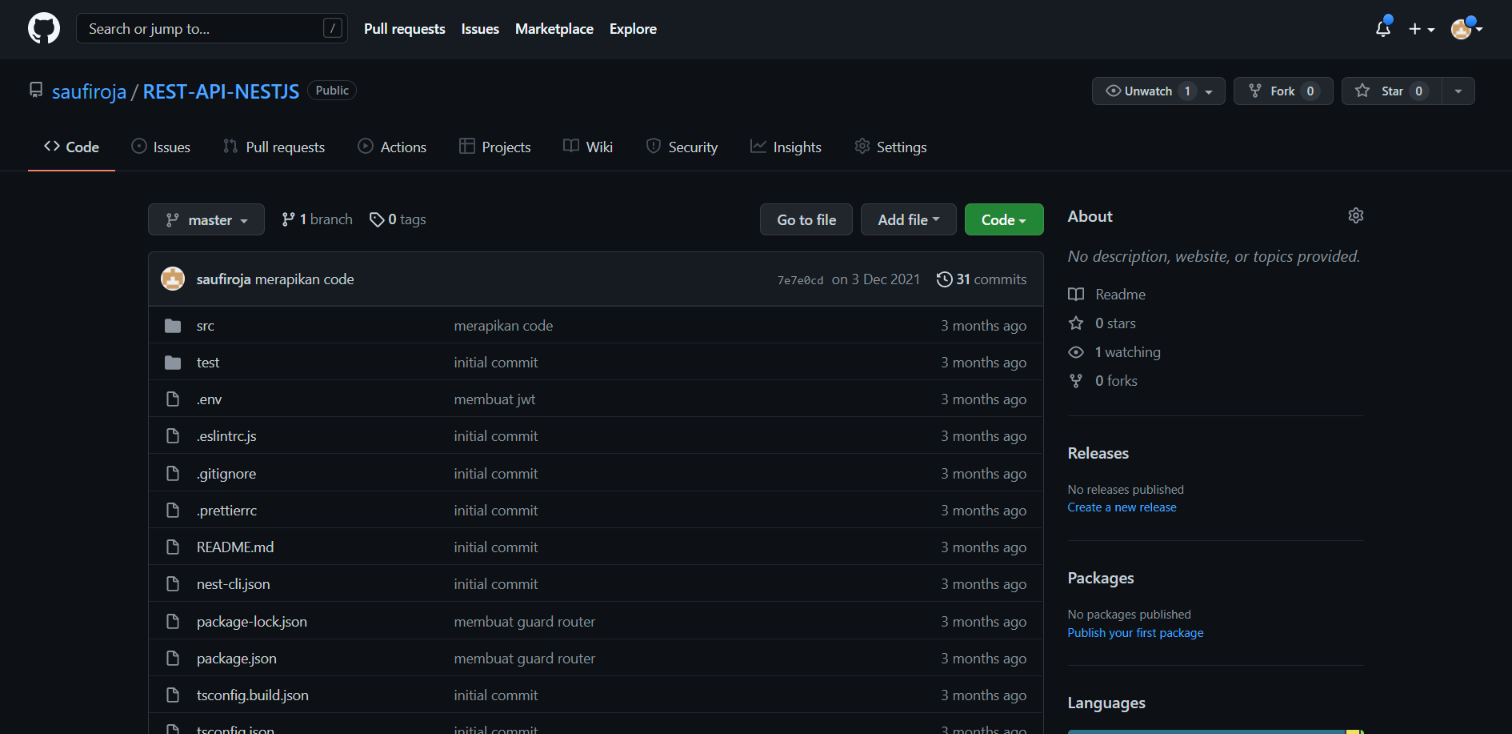 Search or jump to... /
Pull requests Issues Marketplace Explore
saufiroja / REST-API-NESTJS Public
Unwatch 1 Fork 0 Star 0
Code Issues Pull requests Actions Projects Wiki Security Insights Settings
master 1 branch 0 tags Go to file Add file Code
saufiroja merapikan code 7e7e0cd on 3 Dec 2021 31 commits
src merapikan code 3 months ago
test initial commit 3 months ago
.env membuat jwt 3 months ago
.eslintrc.js initial commit 3 months ago
.gitignore initial commit 3 months ago
.prettierrc initial commit 3 months ago
README.md initial commit 3 months ago
nest-cli.json initial commit 3 months ago
package-lock.json membuat guard router 3 months ago
package.json membuat guard router 3 months ago
tsconfig.build.json initial commit 3 months ago
tsconfig.json initial commit 3 months ago
About
No description, website, or topics provided.
Readme
0 stars
1 watching
0 forks
Releases
No releases published
Create a new release
Packages
No packages published
Publish your first package
Languages